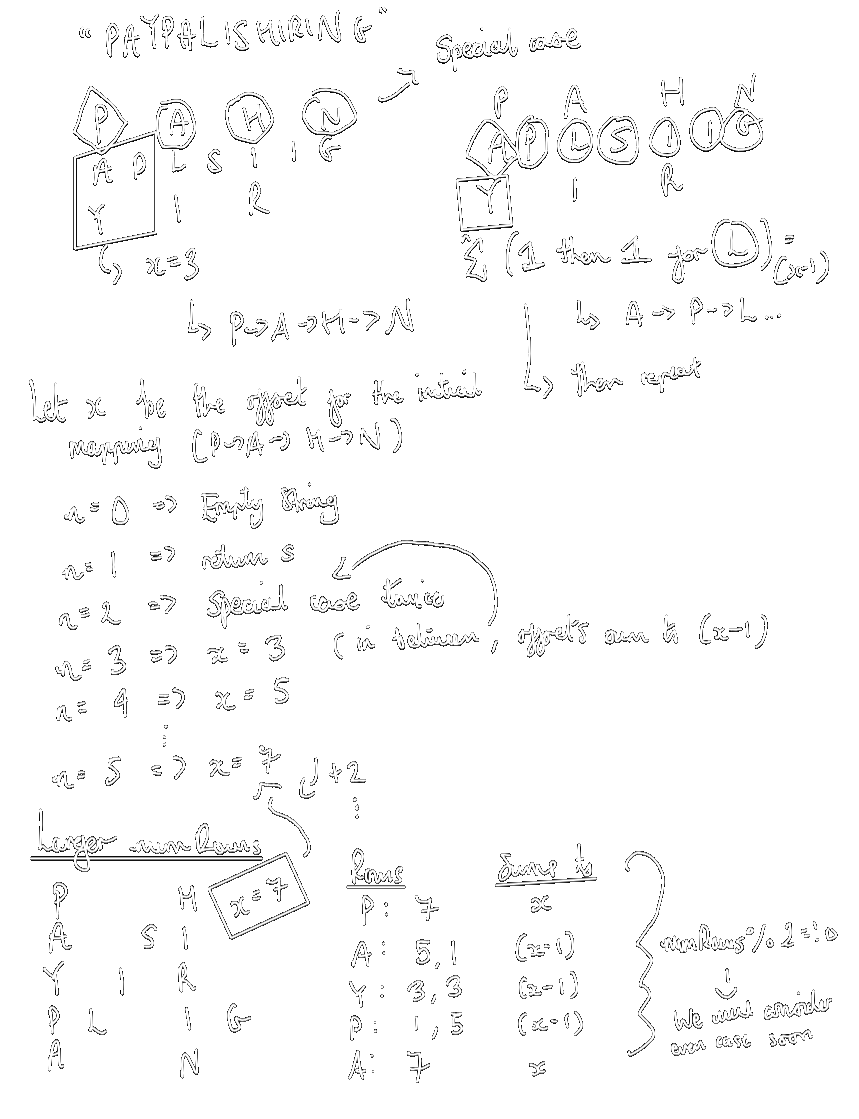 "PAYPALISHIRING"
Special case
P A H N
A P L S I I G
Y I R
x=3
P->A->H->N
P A H N
A P L S I I G
Y I R
Σ (1 then 1 for L) = (x-1)
A -> P->L...
then repeat
Let x be the offset for the initial
mapping (P->A-> H->N)
n=0 => Empty string
n=1 => return s
n=2 => Special case twice
n=3 => x=3 (in between, offsets sum to (x-1)
n=4 => x=5
⋮
n=5 => x=7 +2
⋮
Larger numRows
x=7
P H
A S I
Y I R
P L I G
A N
Rows Jump to
P: 7 x
A: 5,1 (x-1)
Y: 3,3 (x-1)
P: 1,5 (x-1)
A: 7 x
numRows % 2 =!0
We must consider
even case soon